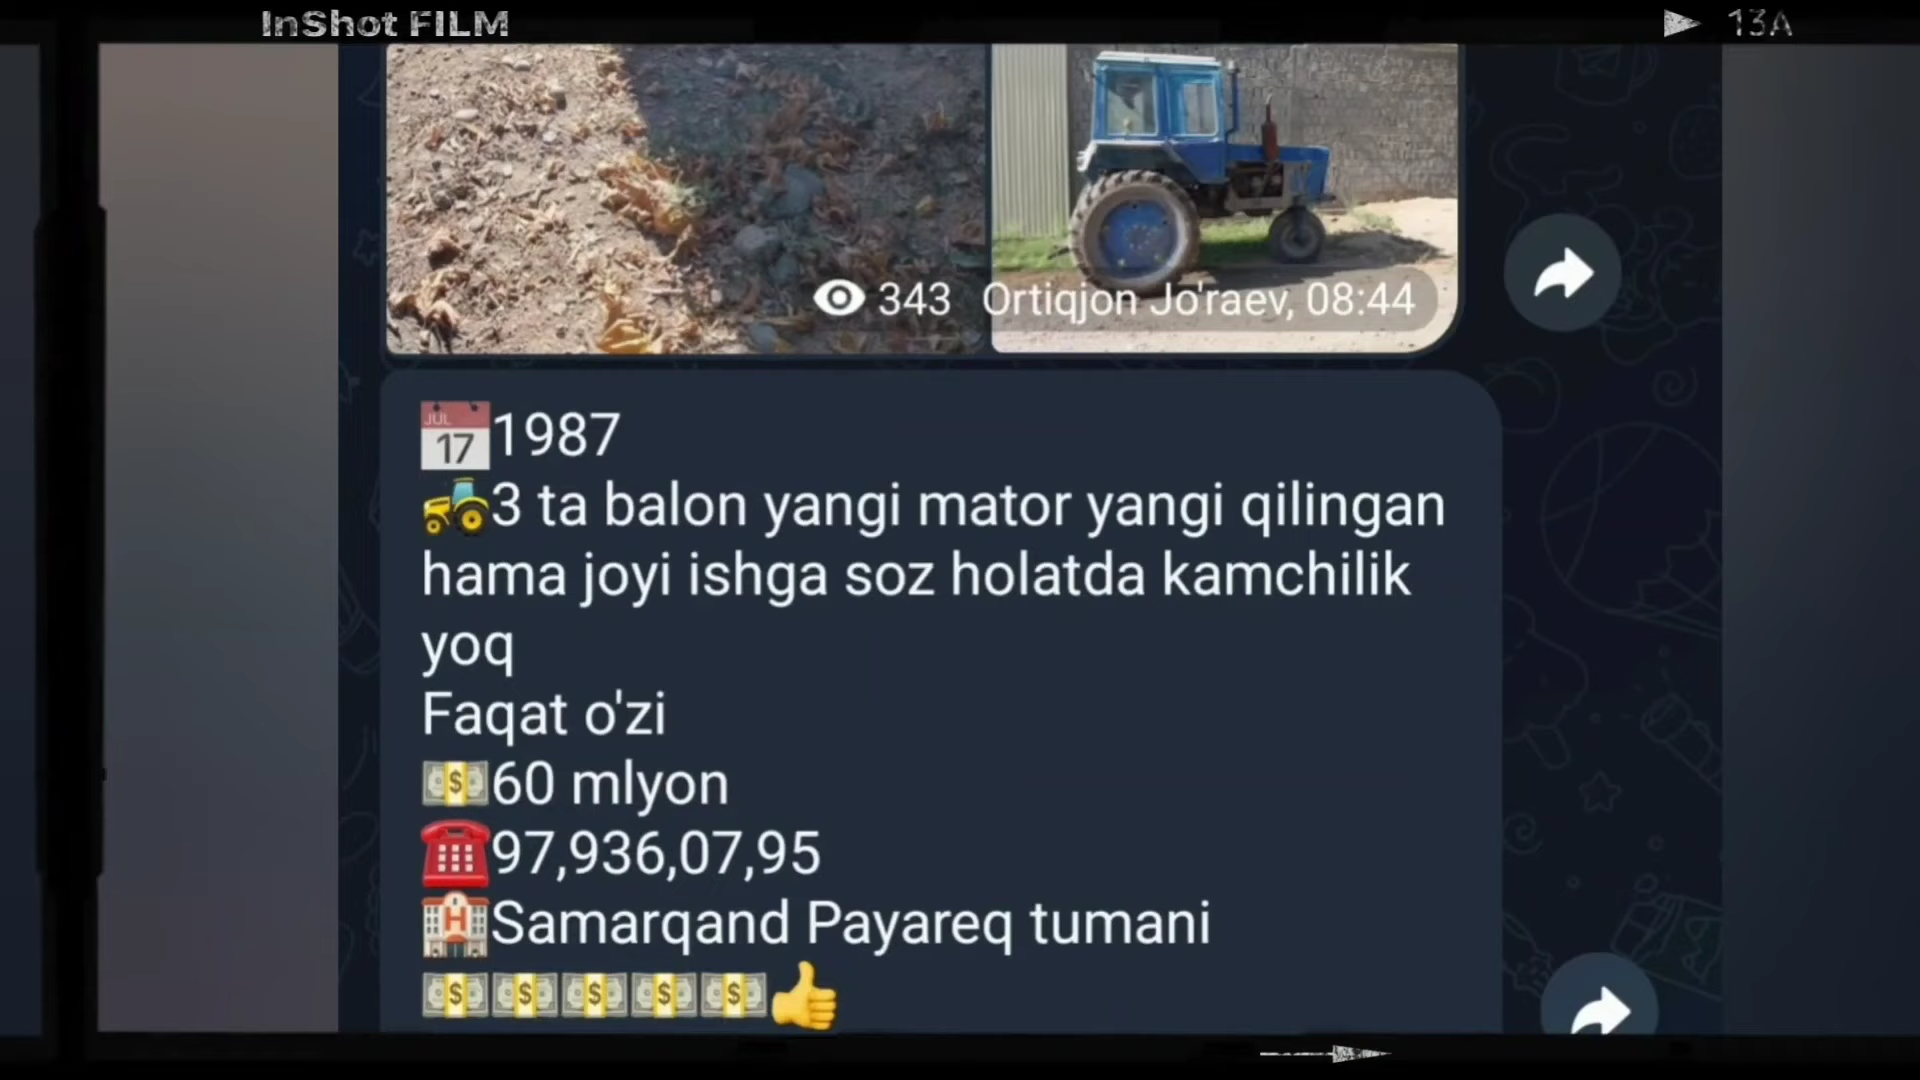 InShot FILM
13A
343 Ortiqjon Jo'raev, 08:44
JUL
17
1987
3 ta balon yangi mator yangi qilingan
hama joyi ishga soz holatda kamchilik
yoq
Faqat o'zi
60 mlyon
97,936,07,95
H
Samarqand Payareq tumani